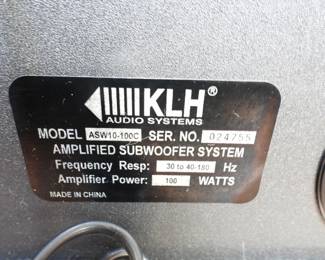 KLH®
AUDIO SYSTEMS
MODEL ASW10-100C SER. NO. 024755
AMPLIFIED SUBWOOFER SYSTEM
Frequency Resp: 30 to 40-180 Hz
Amplifier Power: 100 WATTS
MADE IN CHINA